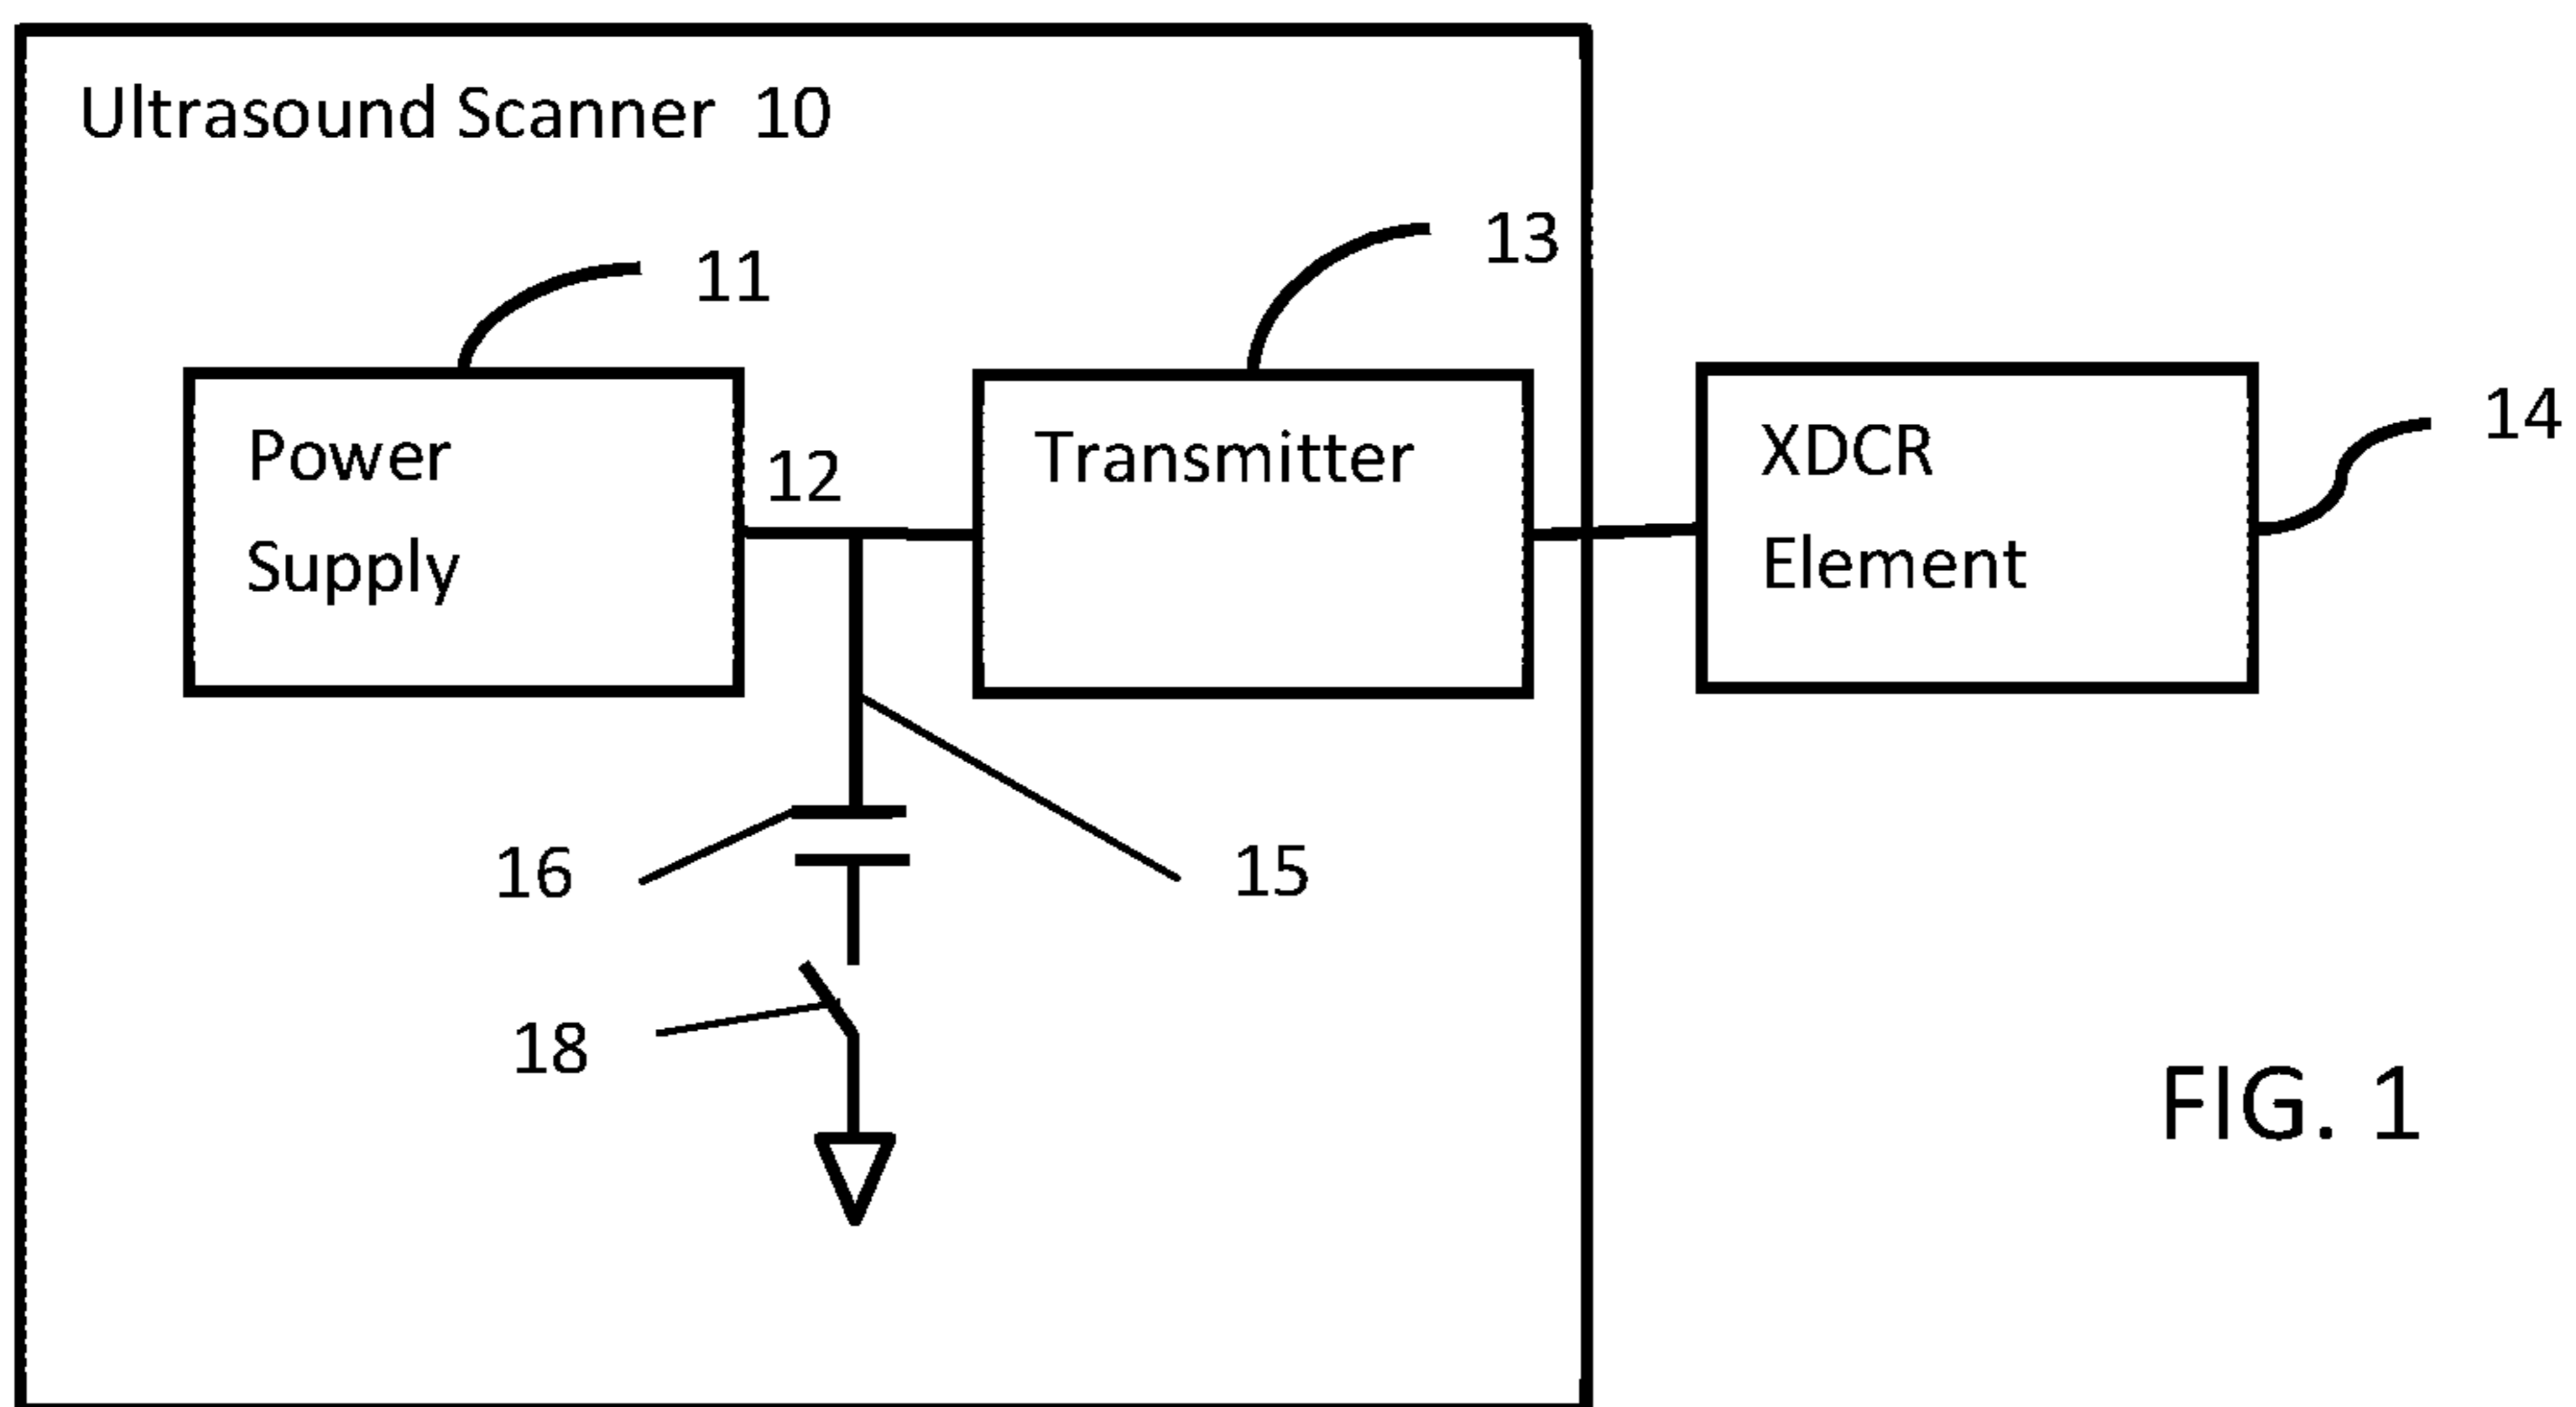 Ultrasound Scanner 10
11
13
Power
Supply
12
Transmitter
XDCR
Element
14
16
15
18
FIG. 1